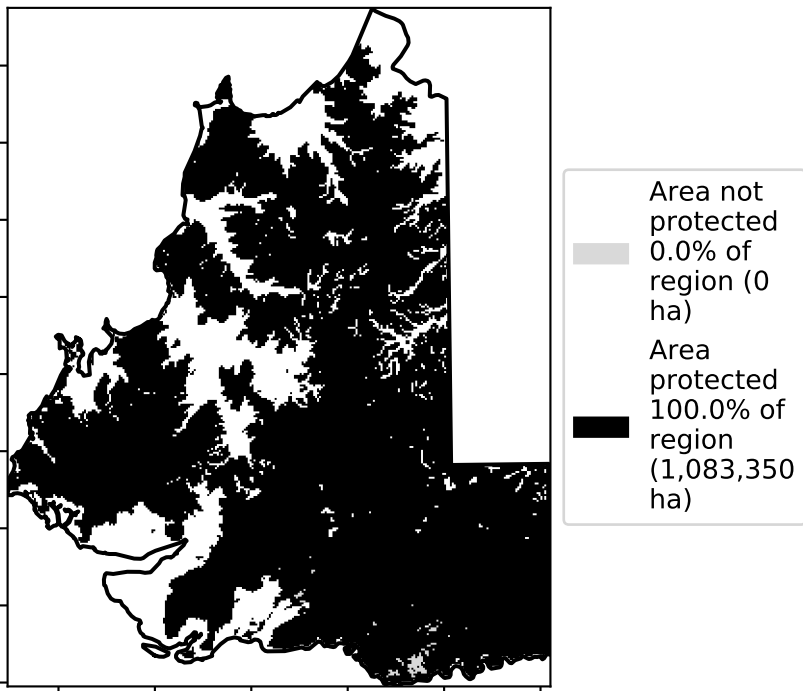 Area not
protected
0.0% of
region (0
ha)
Area
protected
100.0% of
region
(1,083,350
ha)